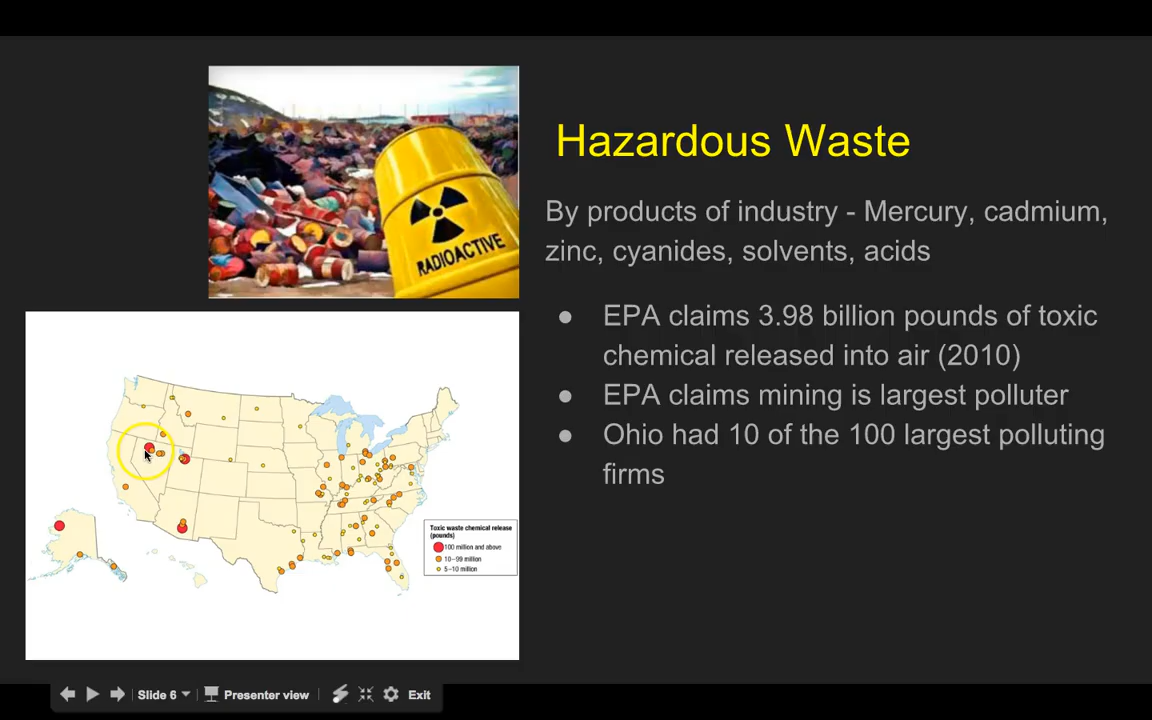 RADIOACTIVE
Hazardous Waste
By products of industry - Mercury, cadmium,
zinc, cyanides, solvents, acids
● EPA claims 3.98 billion pounds of toxic
chemical released into air (2010)
● EPA claims mining is largest polluter
● Ohio had 10 of the 100 largest polluting
firms
Toxic waste chemical release
(pounds)
100 million and above
10–99 million
5–10 million
Slide 6
Presenter view
Exit